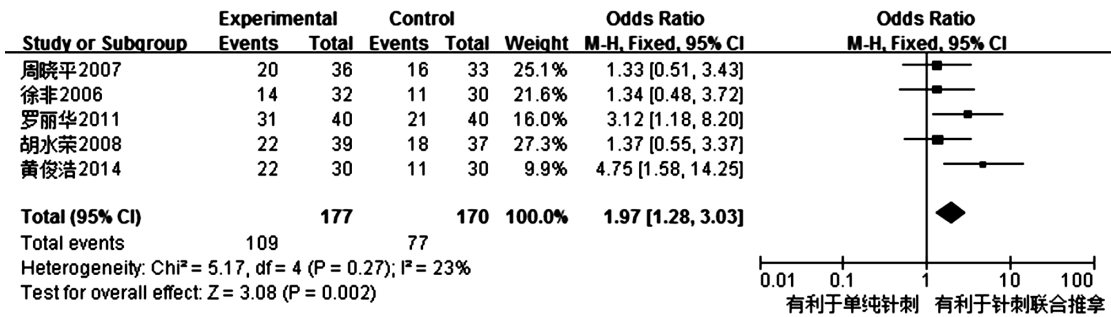 Experimental Control Odds Ratio Odds Ratio
Study or Subgroup Events Total Events Total Weight M-H, Fixed, 95% CI M-H, Fixed, 95% CI
周晓平2007 20 36 16 33 25.1% 1.33 [0.51, 3.43]
徐非2006 14 32 11 30 21.6% 1.34 [0.48, 3.72]
罗丽华2011 31 40 21 40 16.0% 3.12 [1.18, 8.20]
胡水荣2008 22 39 18 37 27.3% 1.37 [0.55, 3.37]
黄俊浩2014 22 30 11 30 9.9% 4.75 [1.58, 14.25]
Total (95% CI) 177 170 100.0% 1.97 [1.28, 3.03]
Total events 109 77
Heterogeneity: Chi² = 5.17, df = 4 (P = 0.27); I² = 23%
Test for overall effect: Z = 3.08 (P = 0.002)
0.01 0.1 1 10 100
有利于单纯针刺 有利于针刺联合推拿